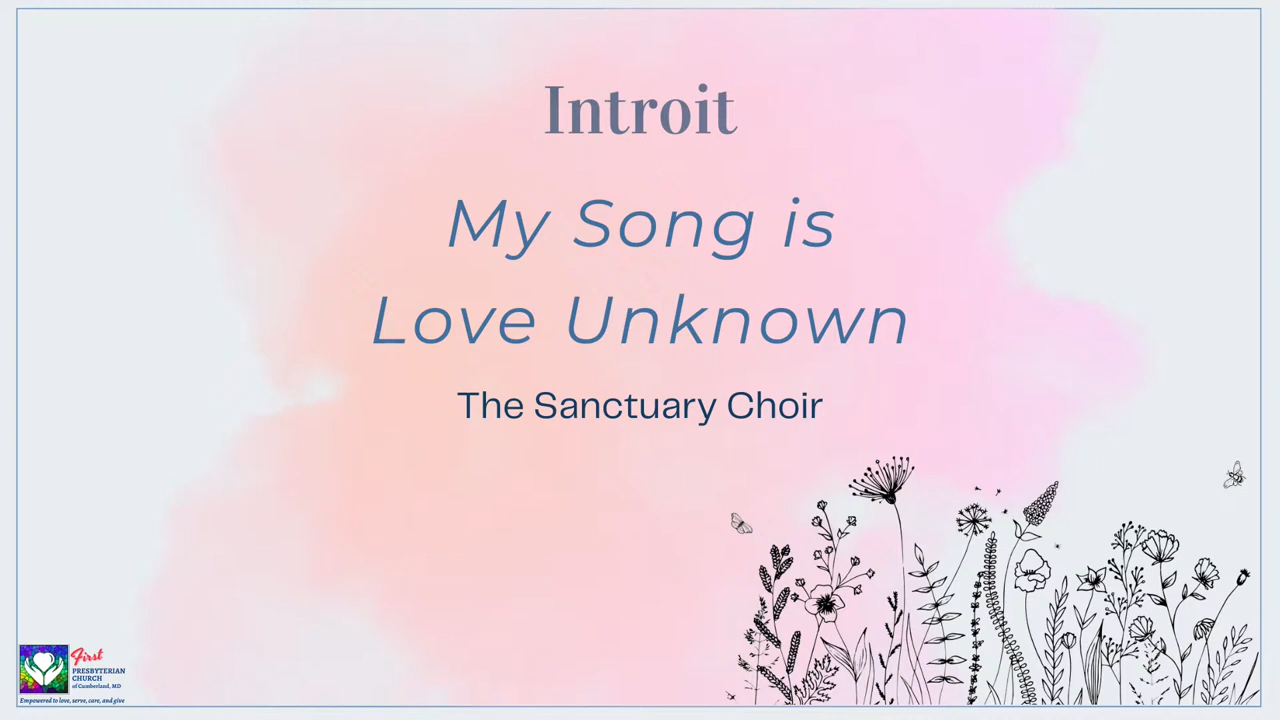 Introit
My Song is
Love Unknown
The Sanctuary Choir
First
PRESBYTERIAN
CHURCH
of Cumberland, MD
Empowered to love, serve, care, and give